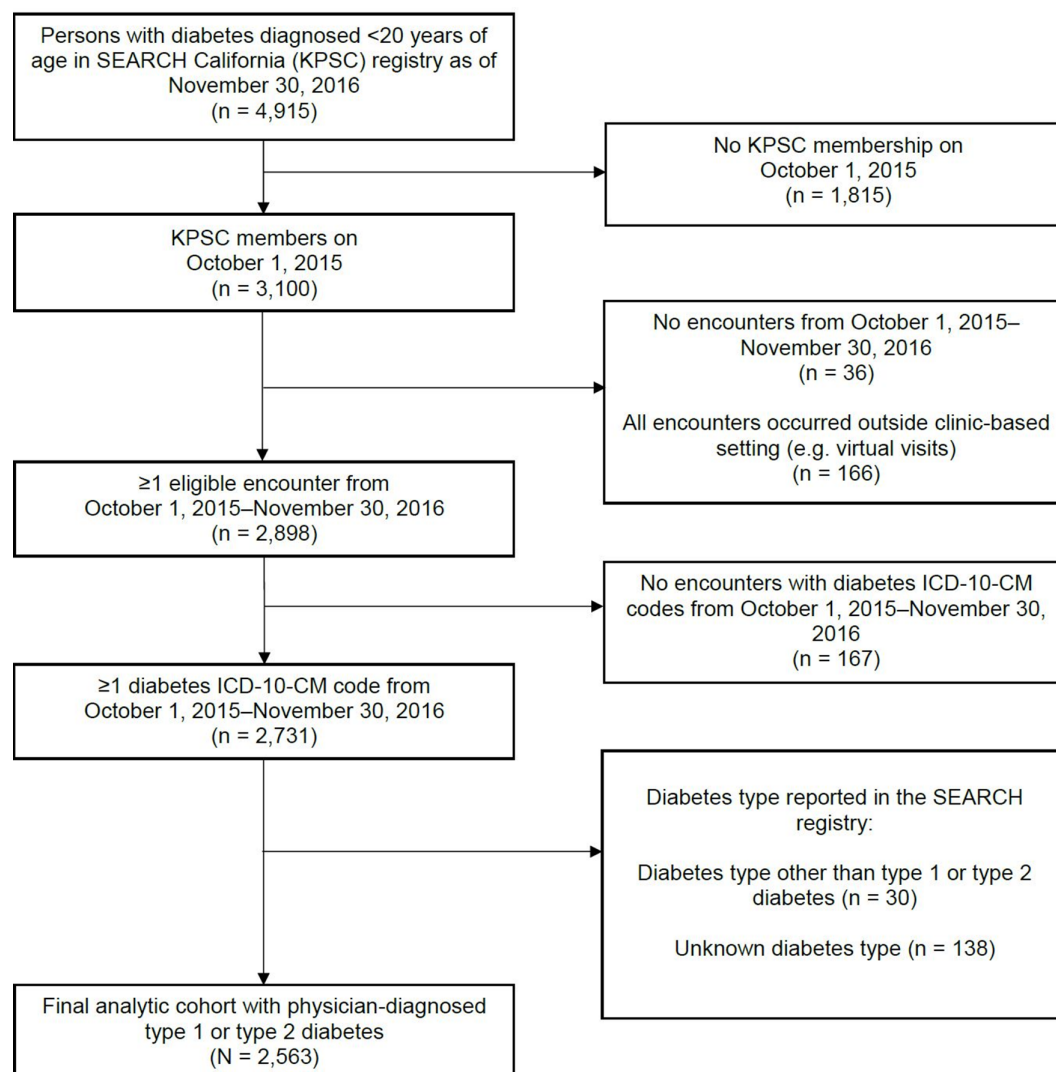 Persons with diabetes diagnosed <20 years of
age in SEARCH California (KPSC) registry as of
November 30, 2016
(n = 4,915)
No KPSC membership on
October 1, 2015
(n = 1,815)
KPSC members on
October 1, 2015
(n = 3,100)
No encounters from October 1, 2015–
November 30, 2016
(n = 36)
All encounters occurred outside clinic-based
setting (e.g. virtual visits)
(n = 166)
≥1 eligible encounter from
October 1, 2015–November 30, 2016
(n = 2,898)
No encounters with diabetes ICD-10-CM
codes from October 1, 2015–November 30,
2016
(n = 167)
≥1 diabetes ICD-10-CM code from
October 1, 2015–November 30, 2016
(n = 2,731)
Diabetes type reported in the SEARCH
registry:
Diabetes type other than type 1 or type 2
diabetes (n = 30)
Unknown diabetes type (n = 138)
Final analytic cohort with physician-diagnosed
type 1 or type 2 diabetes
(N = 2,563)